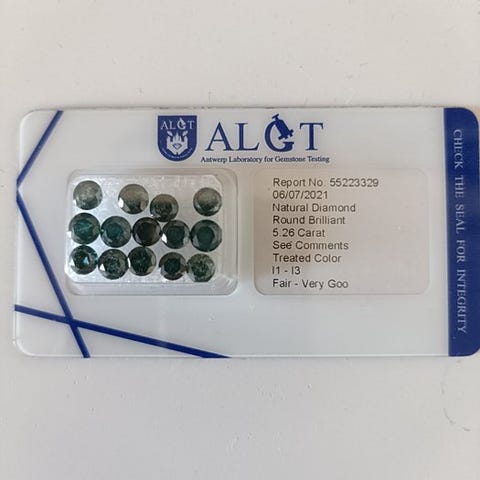 ALGT
ALGT
Antwerp Laboratory for Gemstone Testing
Report No. 55223329
06/07/2021
Natural Diamond
Round Brilliant
5.26 Carat
See Comments
Treated Color
I1 - I3
Fair - Very Goo
CHECK THE SEAL FOR INTEGRITY